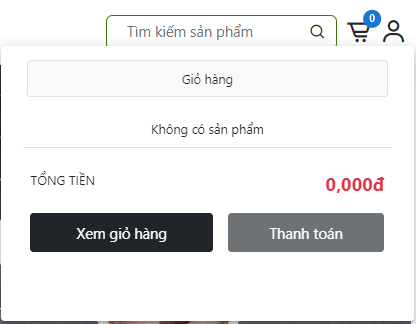 Tìm kiếm sản phẩm
0
Giỏ hàng
Không có sản phẩm
TỔNG TIỀN
0,000đ
Xem giỏ hàng
Thanh toán